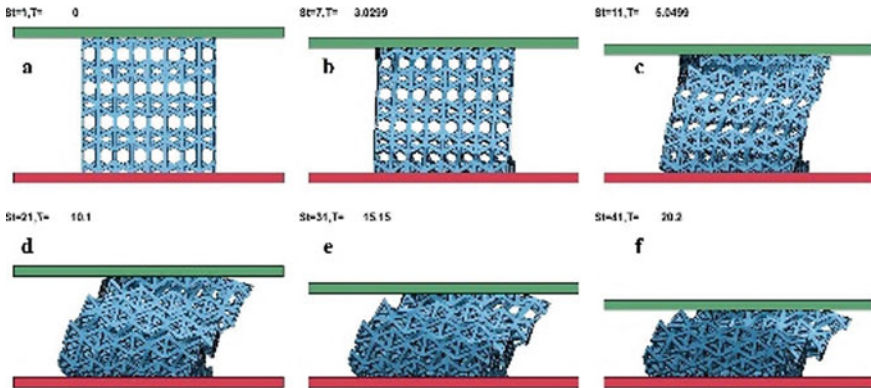 St=1,T= 0
St=7,T= 3.0299
St=11,T= 5.0499
a
b
c
St=21,T= 10.1
St=31,T= 15.15
St=41,T= 20.2
d
e
f